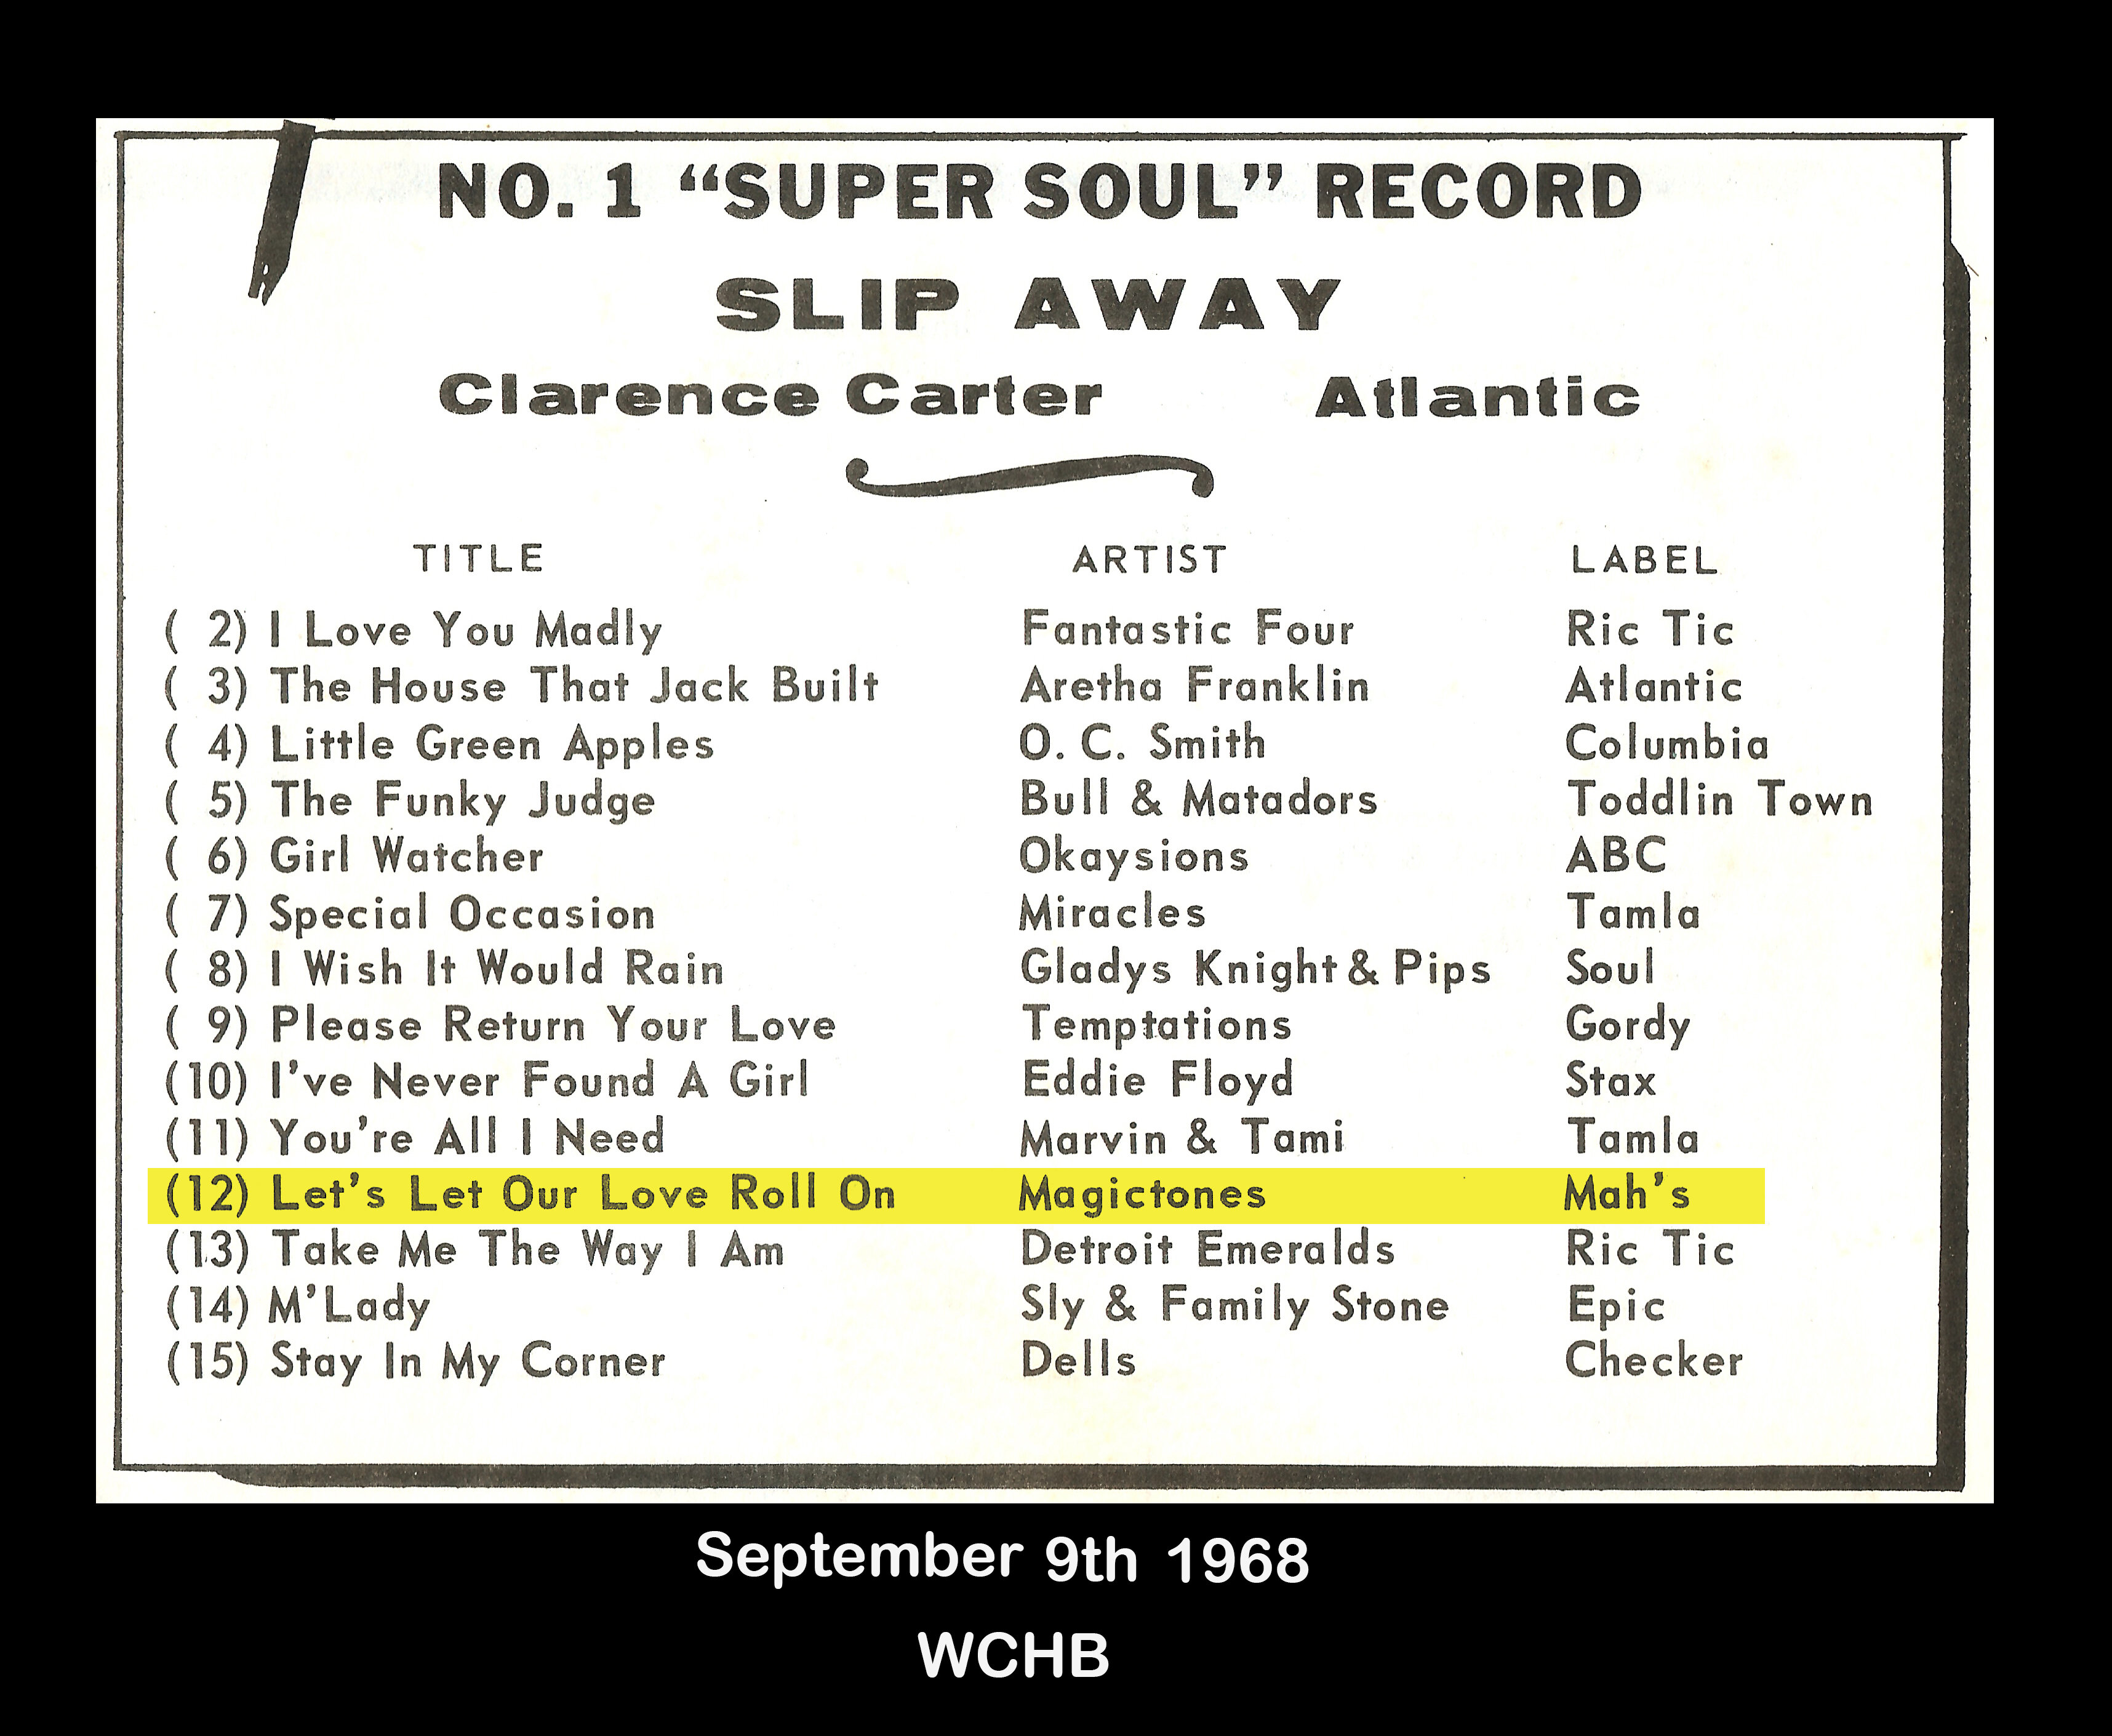 NO. 1 “SUPER SOUL” RECORD
SLIP AWAY
Clarence Carter Atlantic
TITLE ARTIST LABEL
( 2) I Love You Madly Fantastic Four Ric Tic
( 3) The House That Jack Built Aretha Franklin Atlantic
( 4) Little Green Apples O. C. Smith Columbia
( 5) The Funky Judge Bull & Matadors Toddlin Town
( 6) Girl Watcher Okaysions ABC
( 7) Special Occasion Miracles Tamla
( 8) I Wish It Would Rain Gladys Knight & Pips Soul
( 9) Please Return Your Love Temptations Gordy
(10) I’ve Never Found A Girl Eddie Floyd Stax
(11) You’re All I Need Marvin & Tami Tamla
(12) Let’s Let Our Love Roll On Magictones Mah’s
(13) Take Me The Way I Am Detroit Emeralds Ric Tic
(14) M’Lady Sly & Family Stone Epic
(15) Stay In My Corner Dells Checker
September 9th 1968
WCHB